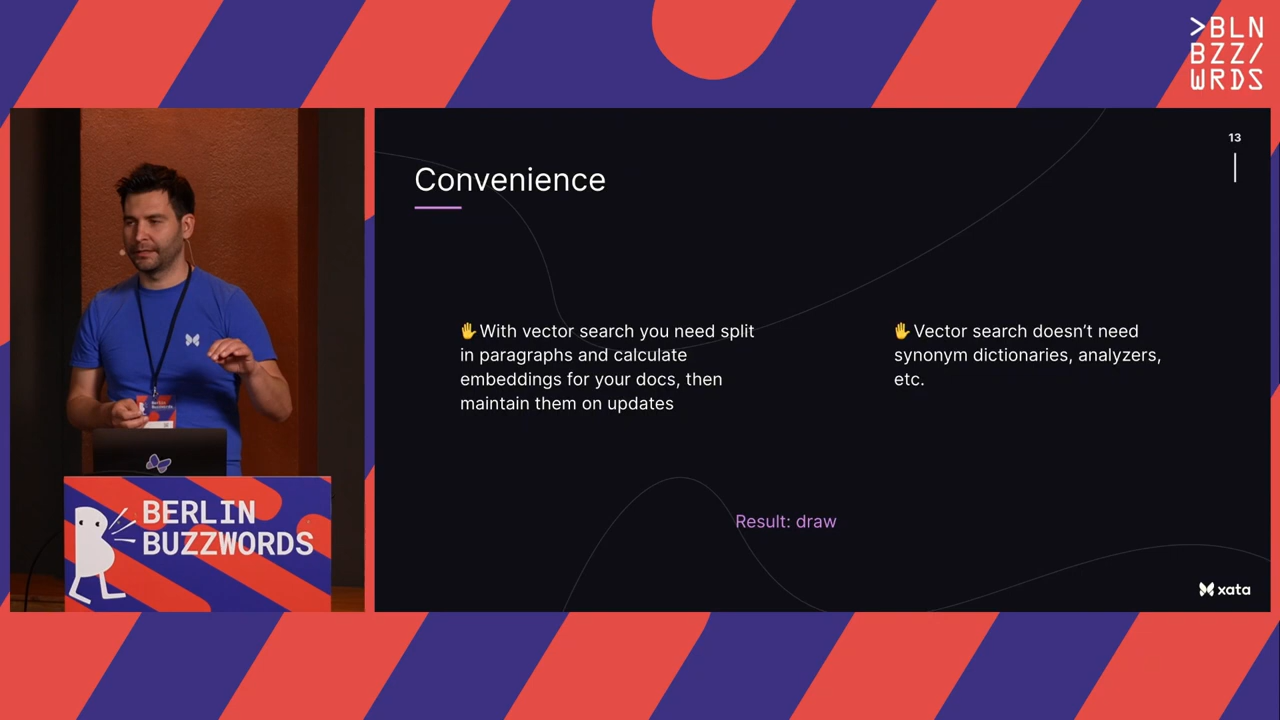 >BLN
BZZ/
WRDS
13
Convenience
✋With vector search you need split
in paragraphs and calculate
embeddings for your docs, then
maintain them on updates
✋Vector search doesn’t need
synonym dictionaries, analyzers,
etc.
Result: draw
xata
BERLIN
BUZZWORDS